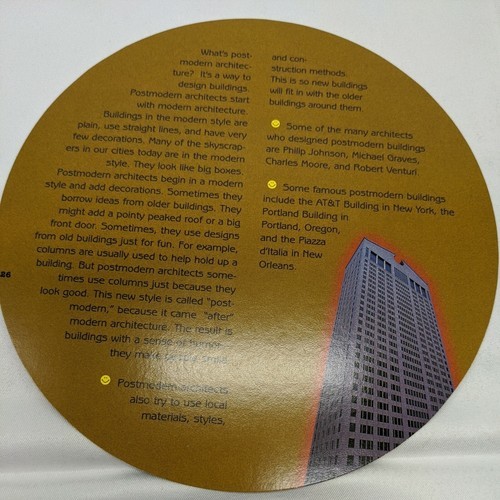 What's post-
modern architec-
ture? It's a way to
design buildings.
Postmodern architects start
with modern architecture.
Buildings in the modern style are
plain, use straight lines, and have very
few decorations. Many of the skyscrap-
ers in our cities today are in the modern
style. They look like big boxes.
Postmodern architects begin in a modern
style and add decorations. Sometimes they
borrow ideas from older buildings. They
might add a pointy peaked roof or a big
front door. Sometimes, they use designs
from old buildings just for fun. For example,
columns are usually used to help hold up a
building. But postmodern architects some-
times use columns just because they
look good. This new style is called "post-
modern," because it came "after"
modern architecture. The result is
buildings with a sense of humor—
they make people smile.
Postmodern architects
also try to use local
materials, styles,
and con-
struction methods.
This is so new buildings
will fit in with the older
buildings around them.
Some of the many architects
who designed postmodern buildings
are Philip Johnson, Michael Graves,
Charles Moore, and Robert Venturi.
Some famous postmodern buildings
include the AT&T Building in New York, the
Portland Building in
Portland, Oregon,
and the Piazza
d'Italia in New
Orleans.
26